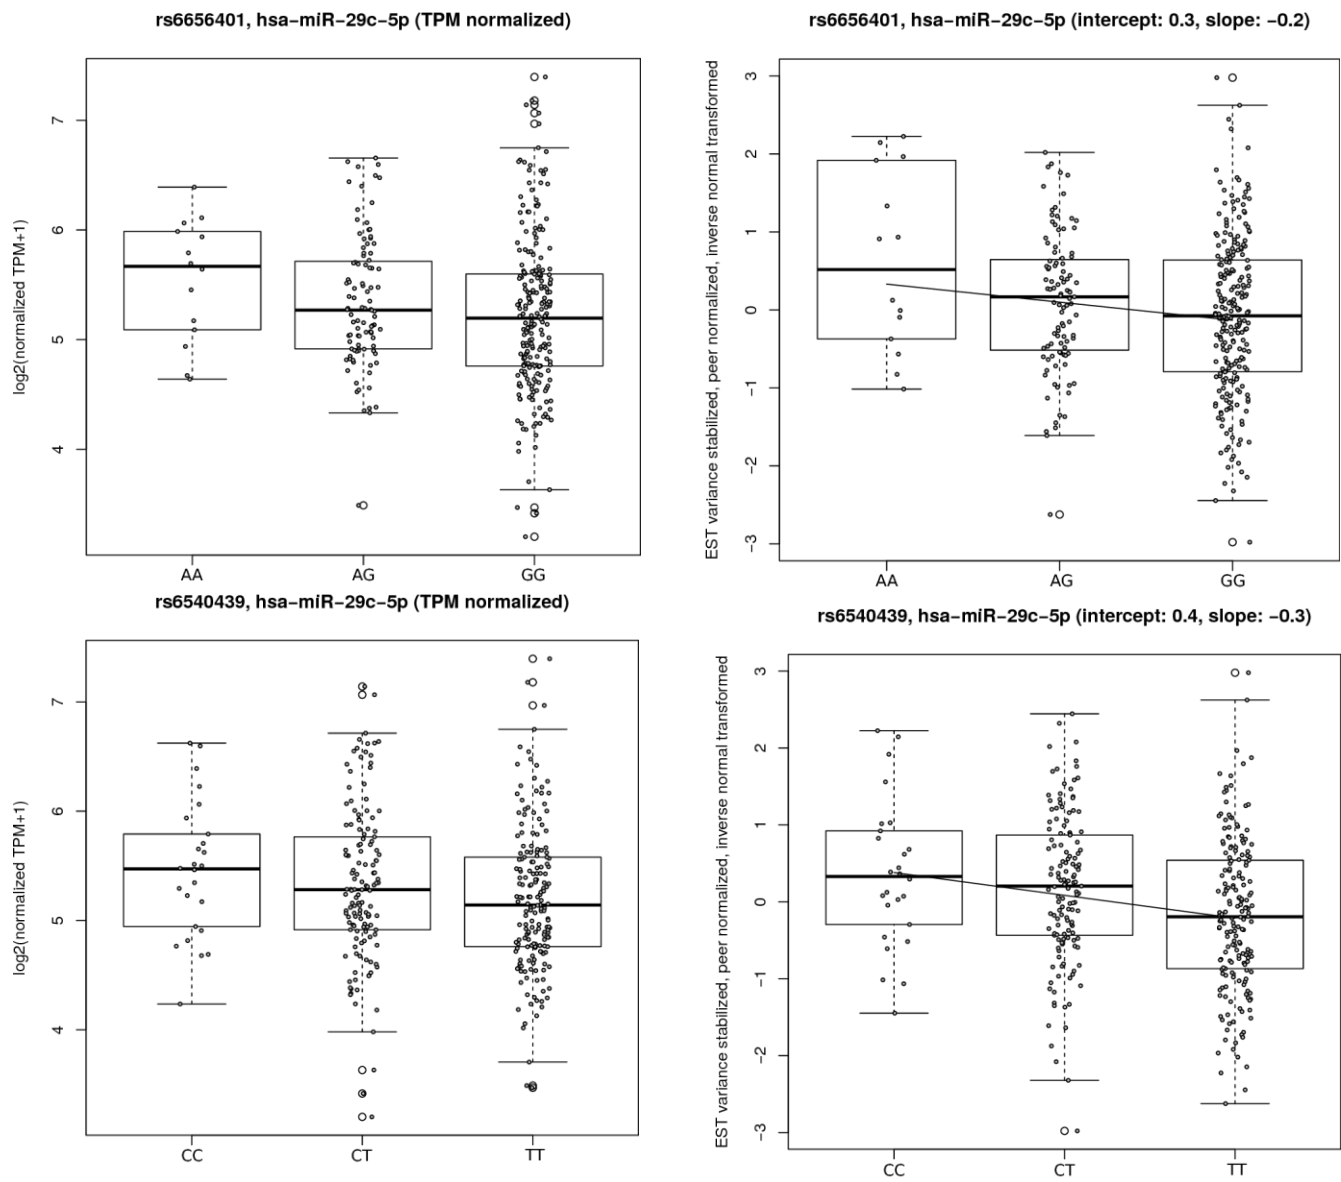 rs6656401, hsa−miR−29c−5p (TPM normalized)
log2(normalized TPM+1)
7
6
5
4
AA AG GG
rs6656401, hsa−miR−29c−5p (intercept: 0.3, slope: −0.2)
EST variance stabilized, peer normalized, inverse normal transformed
3
2
1
0
−1
−2
−3
AA AG GG
rs6540439, hsa−miR−29c−5p (TPM normalized)
log2(normalized TPM+1)
7
6
5
4
CC CT TT
rs6540439, hsa−miR−29c−5p (intercept: 0.4, slope: −0.3)
EST variance stabilized, peer normalized, inverse normal transformed
3
2
1
0
−1
−2
−3
CC CT TT